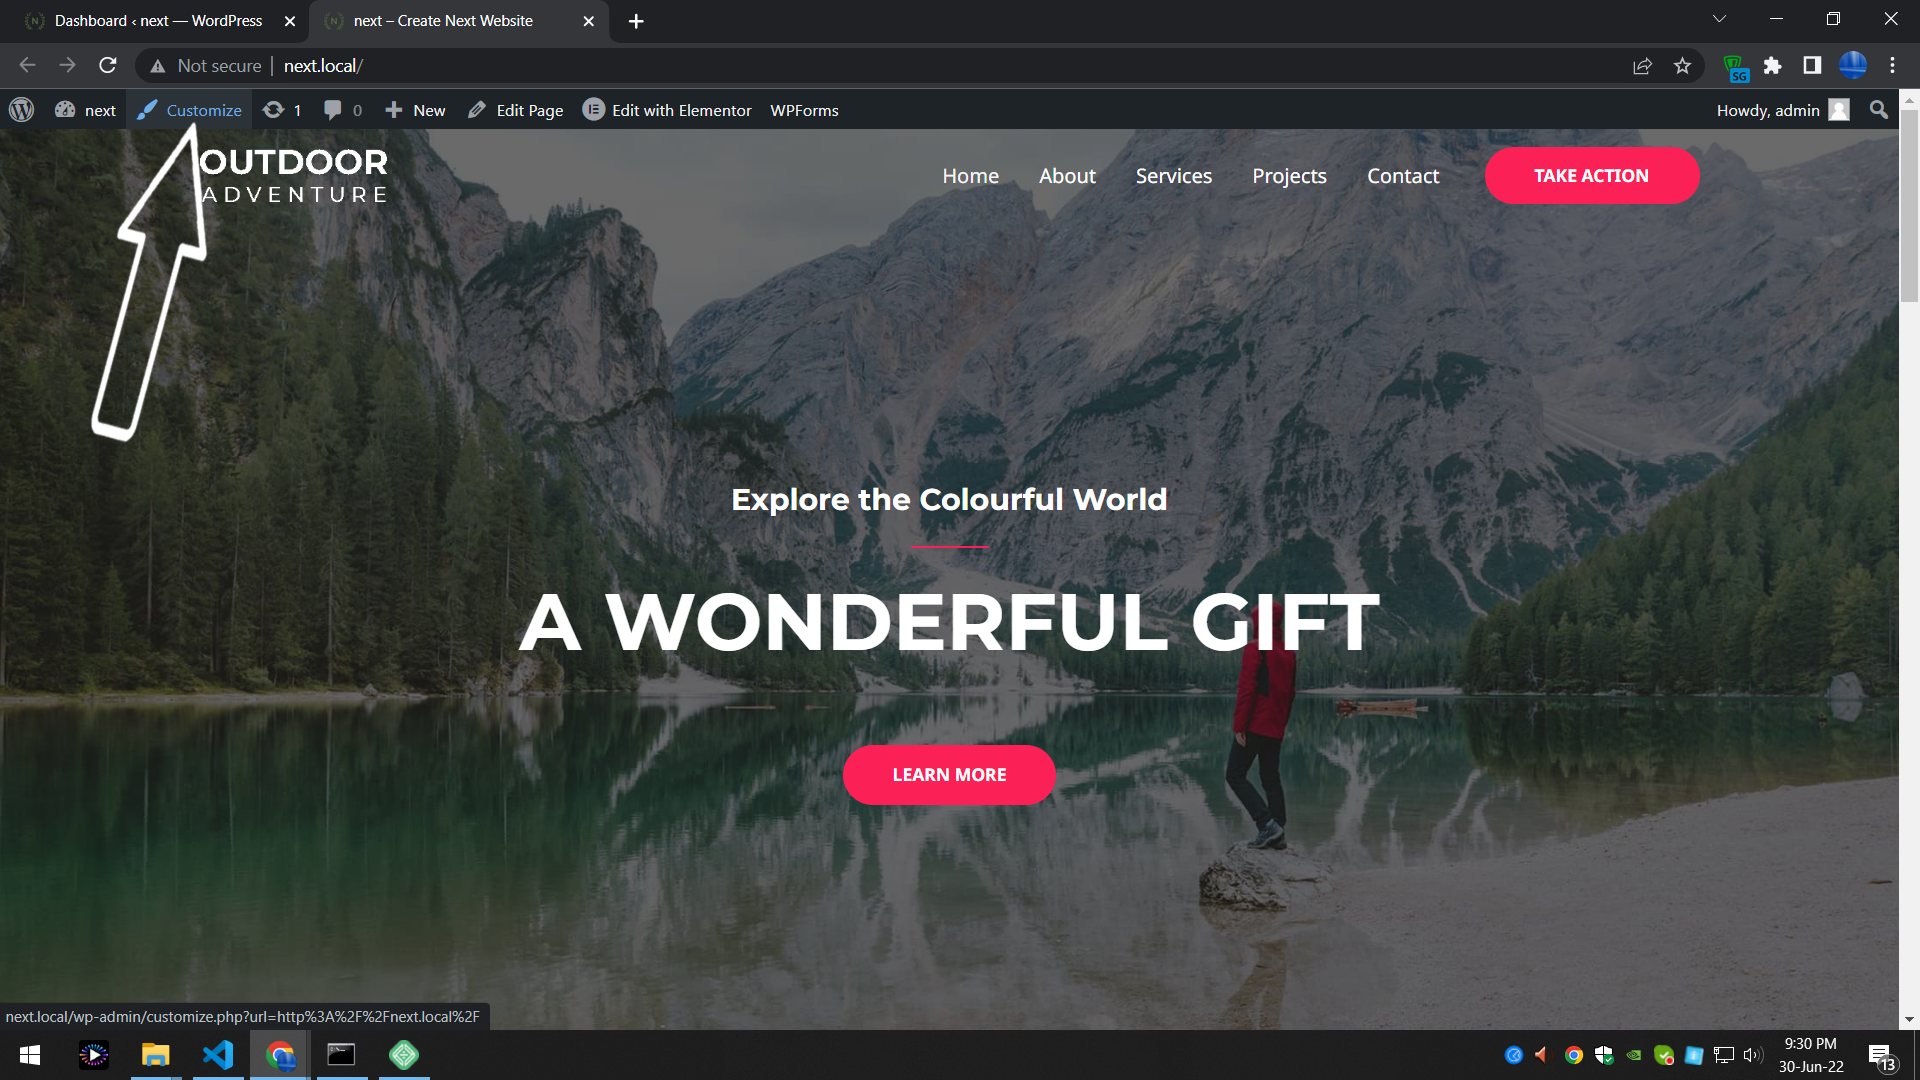 Dashboard ‹ next — WordPress
next – Create Next Website
Not secure
next.local/
SG
next
Customize
1
0
New
Edit Page
Edit with Elementor
WPForms
Howdy, admin
OUTDOOR
ADVENTURE
Home
About
Services
Projects
Contact
TAKE ACTION
Explore the Colourful World
A WONDERFUL GIFT
LEARN MORE
next.local/wp-admin/customize.php?url=http%3A%2F%2Fnext.local%2F
9:30 PM
30-Jun-22
13